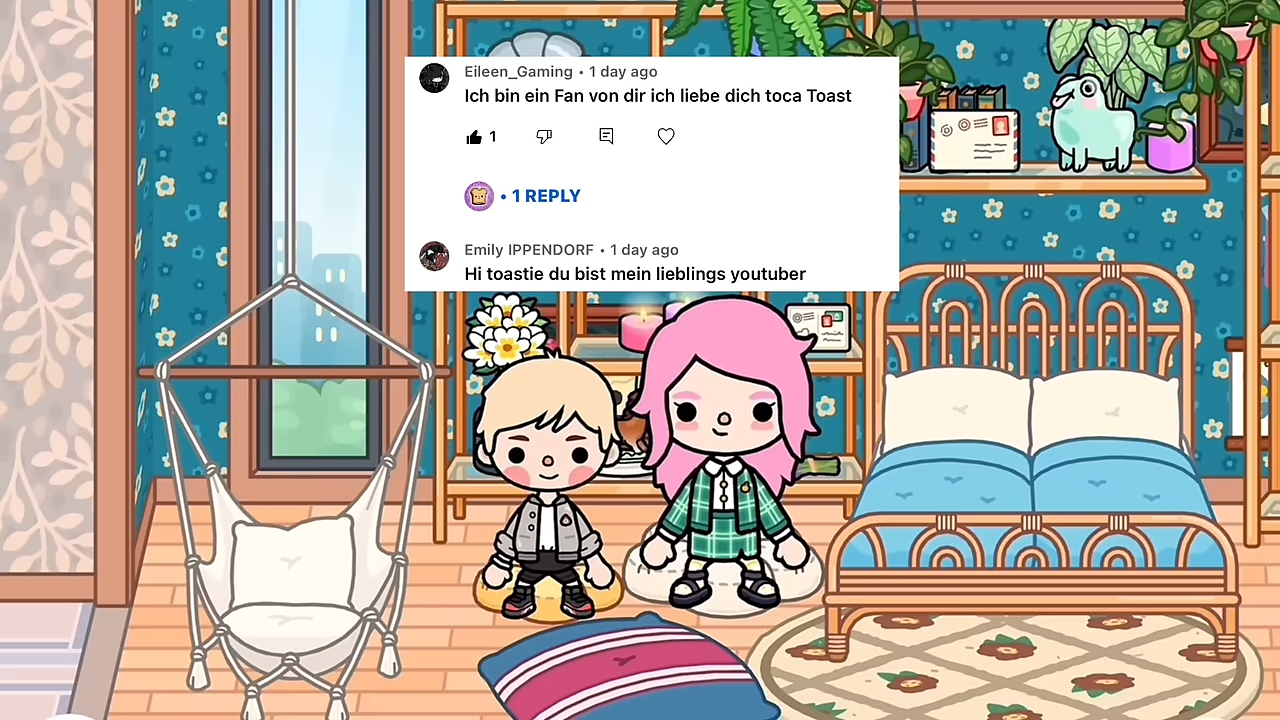 Eileen_Gaming • 1 day ago
Ich bin ein Fan von dir ich liebe dich toca Toast
1
• 1 REPLY
Emily IPPENDORF • 1 day ago
Hi toastie du bist mein lieblings youtuber